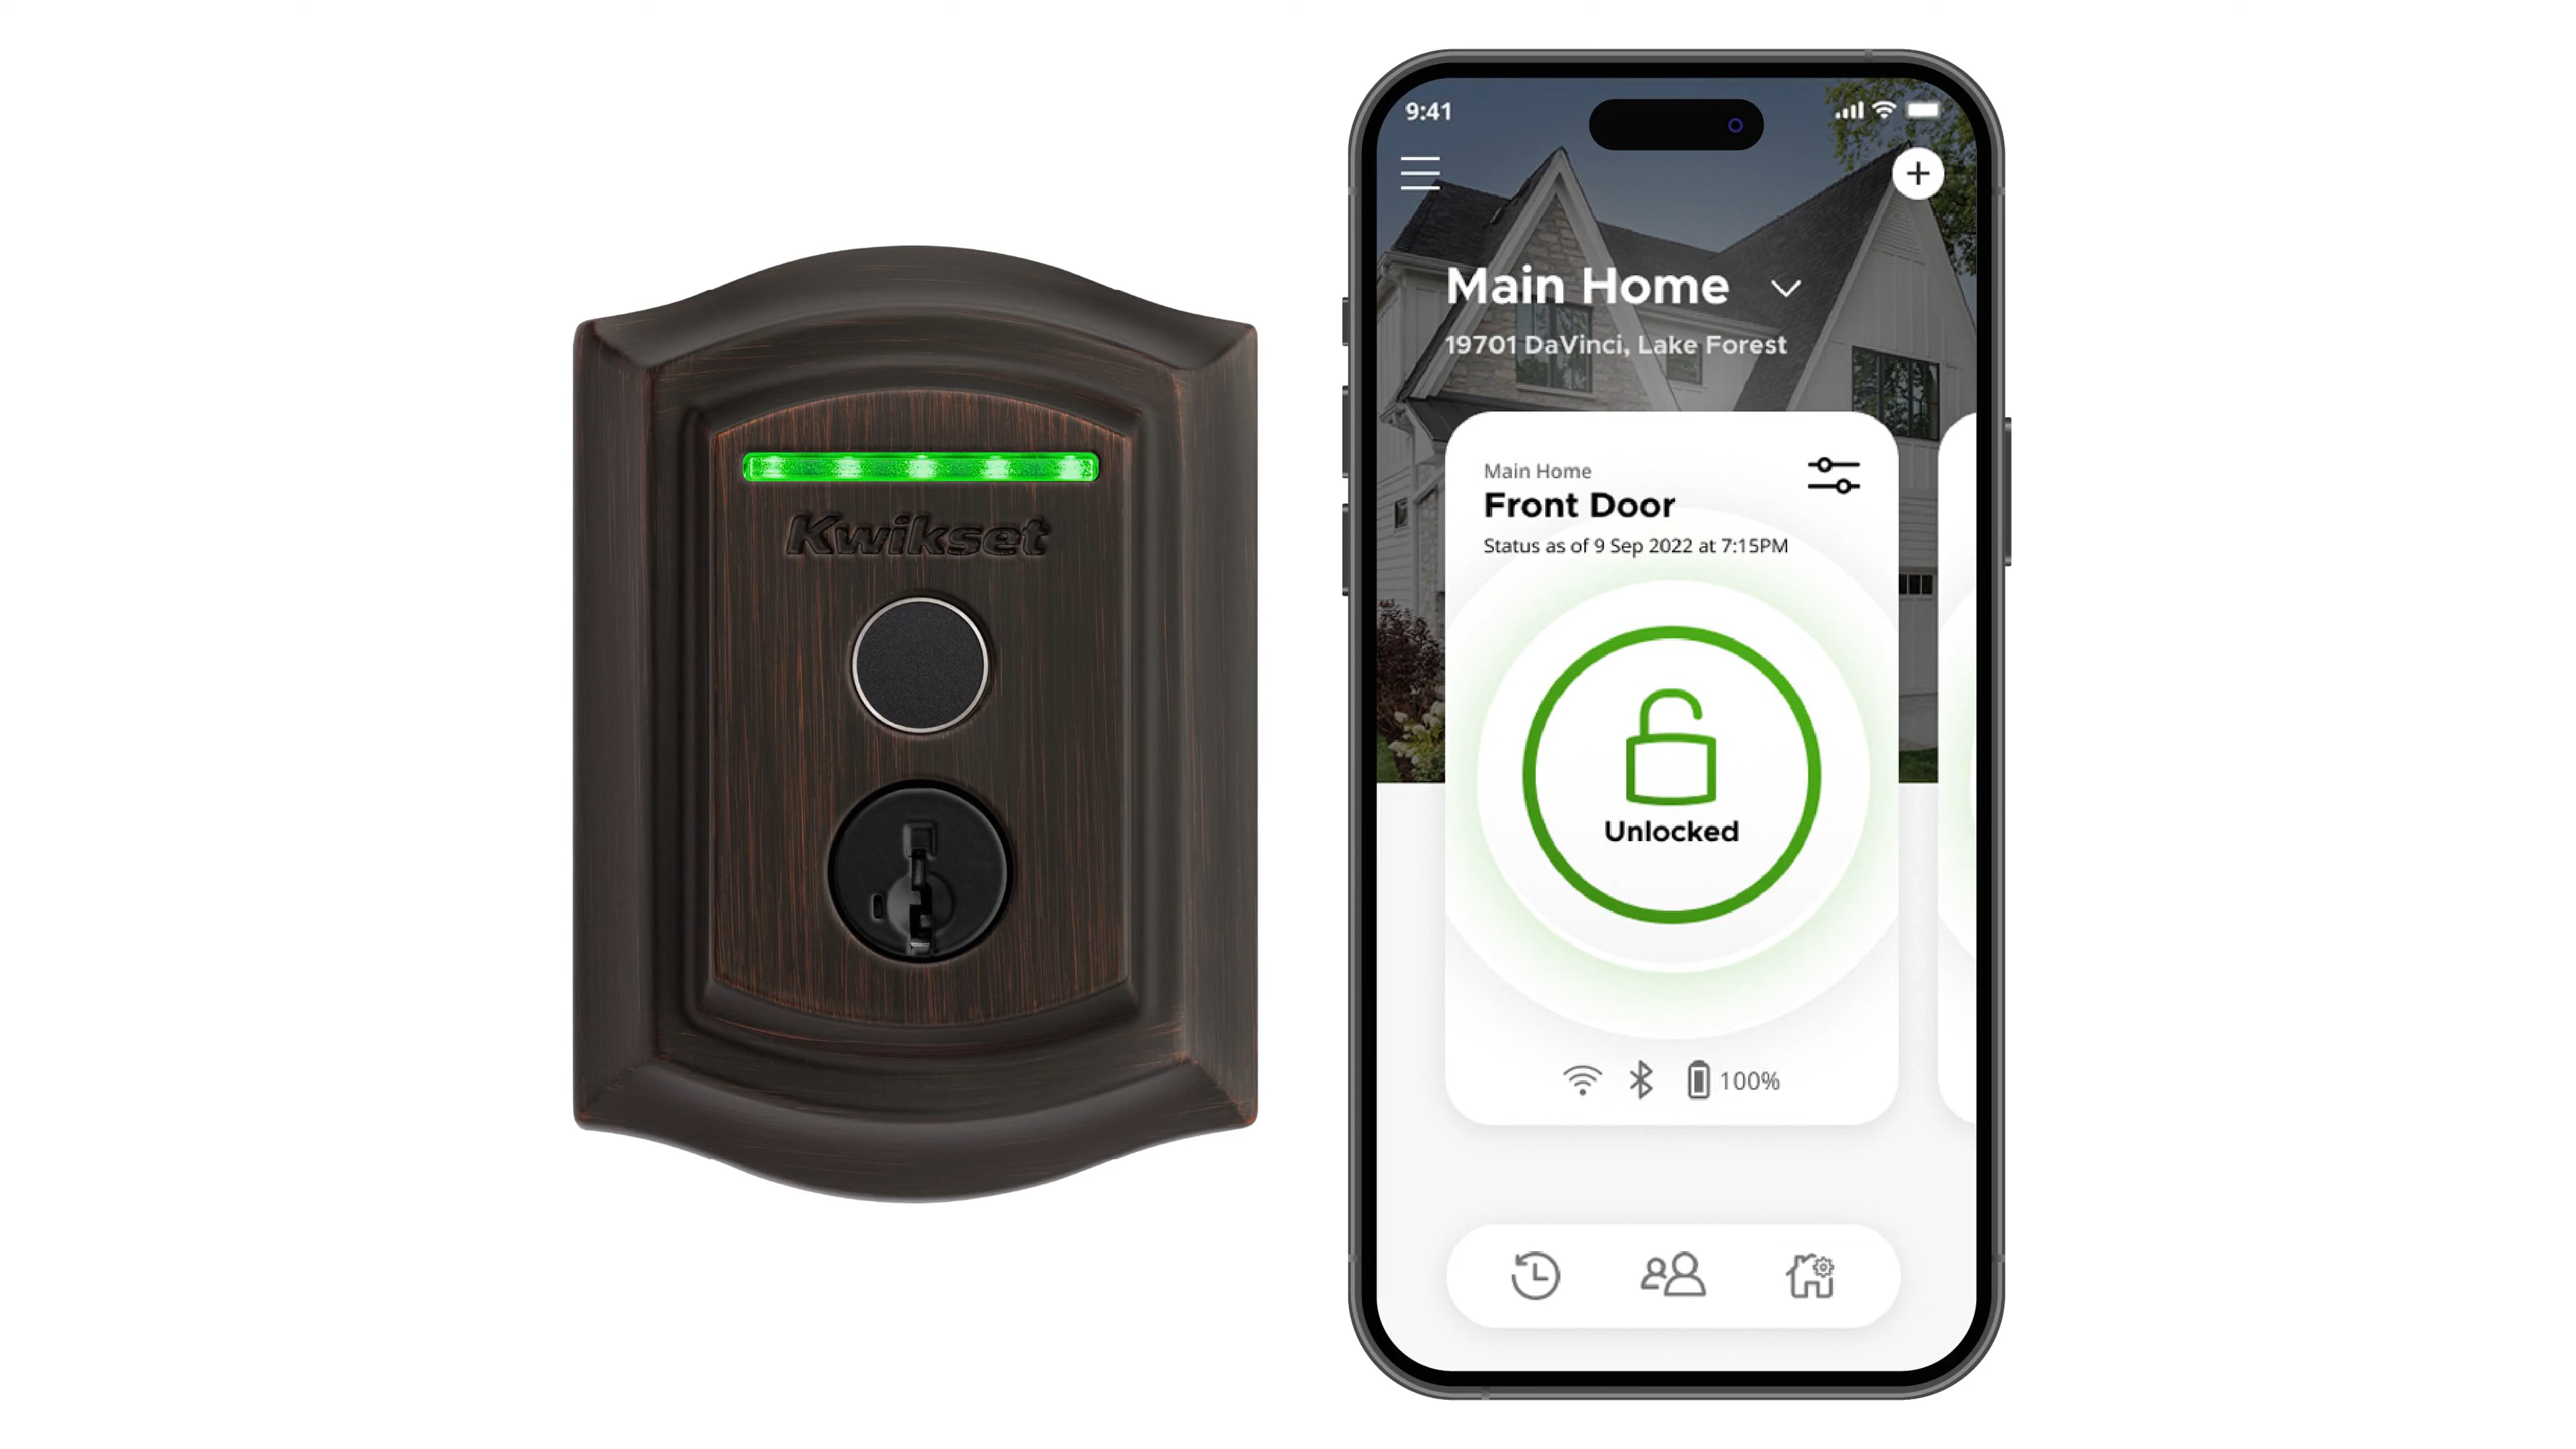 Kwikset
9:41
Main Home
19701 DaVinci, Lake Forest
Main Home
Front Door
Status as of 9 Sep 2022 at 7:15PM
Unlocked
100%